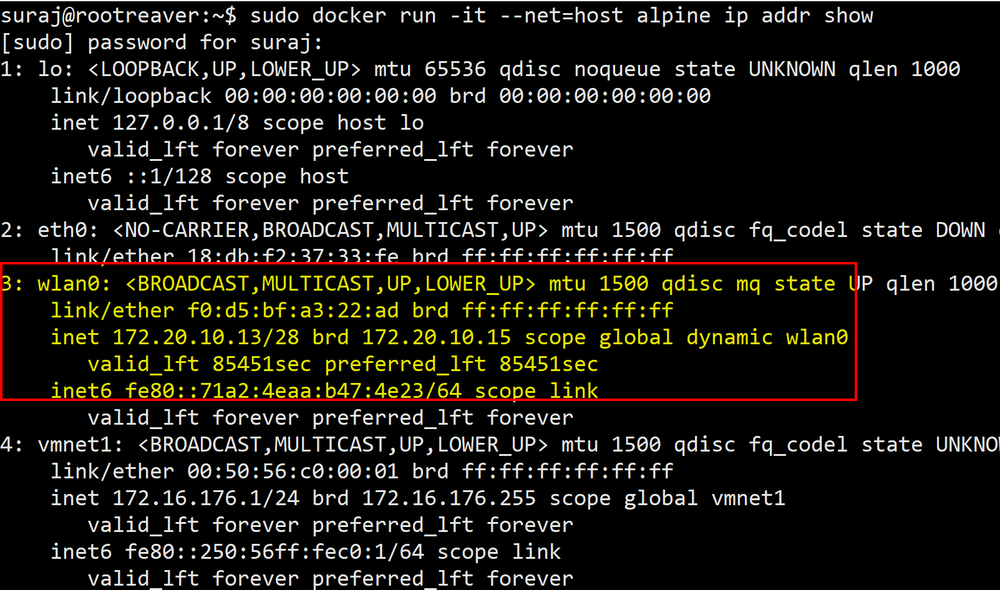 suraj@rootreaver:~$ sudo docker run -it --net=host alpine ip addr show
[sudo] password for suraj:
1: lo: <LOOPBACK,UP,LOWER_UP> mtu 65536 qdisc noqueue state UNKNOWN qlen 1000
    link/loopback 00:00:00:00:00:00 brd 00:00:00:00:00:00
    inet 127.0.0.1/8 scope host lo
       valid_lft forever preferred_lft forever
    inet6 ::1/128 scope host
       valid_lft forever preferred_lft forever
2: eth0: <NO-CARRIER,BROADCAST,MULTICAST,UP> mtu 1500 qdisc fq_codel state DOWN
    link/ether 18:db:f2:37:33:fe brd ff:ff:ff:ff:ff:ff
3: wlan0: <BROADCAST,MULTICAST,UP,LOWER_UP> mtu 1500 qdisc mq state UP qlen 1000
    link/ether f0:d5:bf:a3:22:ad brd ff:ff:ff:ff:ff:ff
    inet 172.20.10.13/28 brd 172.20.10.15 scope global dynamic wlan0
       valid_lft 85451sec preferred_lft 85451sec
    inet6 fe80::71a2:4eaa:b47:4e23/64 scope link
       valid_lft forever preferred_lft forever
4: vmnet1: <BROADCAST,MULTICAST,UP,LOWER_UP> mtu 1500 qdisc fq_codel state UNKNO
    link/ether 00:50:56:c0:00:01 brd ff:ff:ff:ff:ff:ff
    inet 172.16.176.1/24 brd 172.16.176.255 scope global vmnet1
       valid_lft forever preferred_lft forever
    inet6 fe80::250:56ff:fec0:1/64 scope link
       valid_lft forever preferred_lft forever